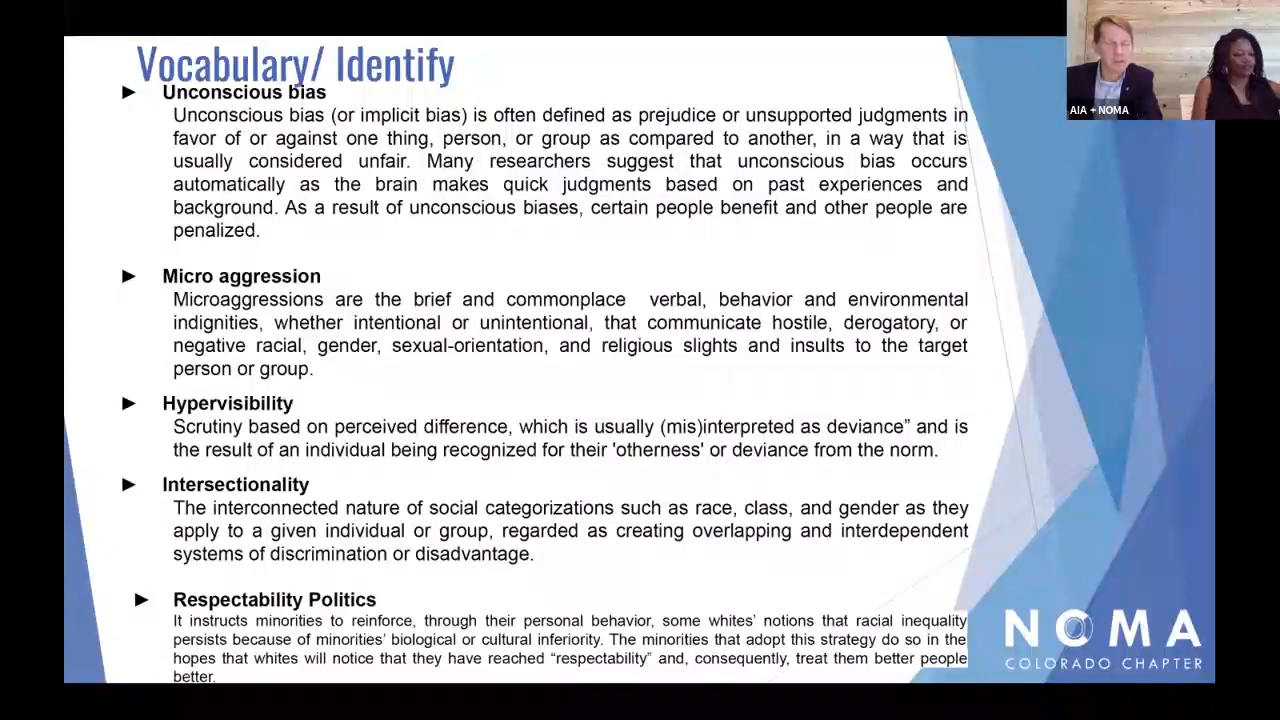 Vocabulary/ Identify
► Unconscious bias
Unconscious bias (or implicit bias) is often defined as prejudice or unsupported judgments in
favor of or against one thing, person, or group as compared to another, in a way that is
usually considered unfair. Many researchers suggest that unconscious bias occurs
automatically as the brain makes quick judgments based on past experiences and
background. As a result of unconscious biases, certain people benefit and other people are
penalized.
► Micro aggression
Microaggressions are the brief and commonplace verbal, behavior and environmental
indignities, whether intentional or unintentional, that communicate hostile, derogatory, or
negative racial, gender, sexual-orientation, and religious slights and insults to the target
person or group.
► Hypervisibility
Scrutiny based on perceived difference, which is usually (mis)interpreted as deviance” and is
the result of an individual being recognized for their 'otherness' or deviance from the norm.
► Intersectionality
The interconnected nature of social categorizations such as race, class, and gender as they
apply to a given individual or group, regarded as creating overlapping and interdependent
systems of discrimination or disadvantage.
► Respectability Politics
It instructs minorities to reinforce, through their personal behavior, some whites’ notions that racial inequality
persists because of minorities’ biological or cultural inferiority. The minorities that adopt this strategy do so in the
hopes that whites will notice that they have reached “respectability” and, consequently, treat them better people
better.
AIA + NOMA
NOMA
COLORADO CHAPTER